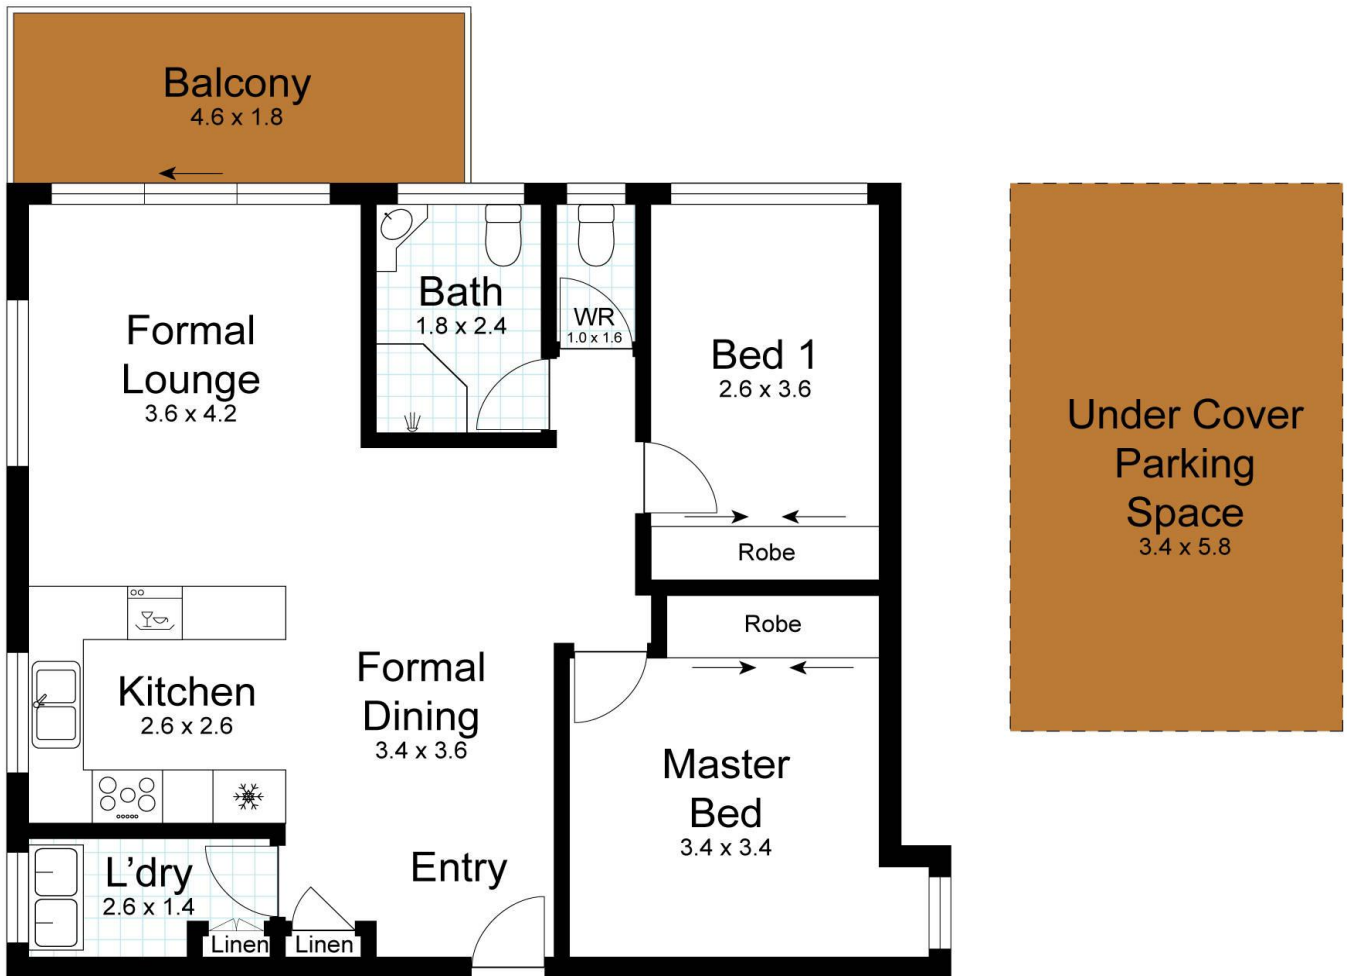 Balcony
4.6 x 1.8
Formal
Lounge
3.6 x 4.2
Bath
1.8 x 2.4
WR
1.0 x 1.6
Bed 1
2.6 x 3.6
Robe
Under Cover
Parking
Space
3.4 x 5.8
Robe
Kitchen
2.6 x 2.6
Formal
Dining
3.4 x 3.6
Master
Bed
3.4 x 3.4
L'dry
2.6 x 1.4
Entry
Linen
Linen